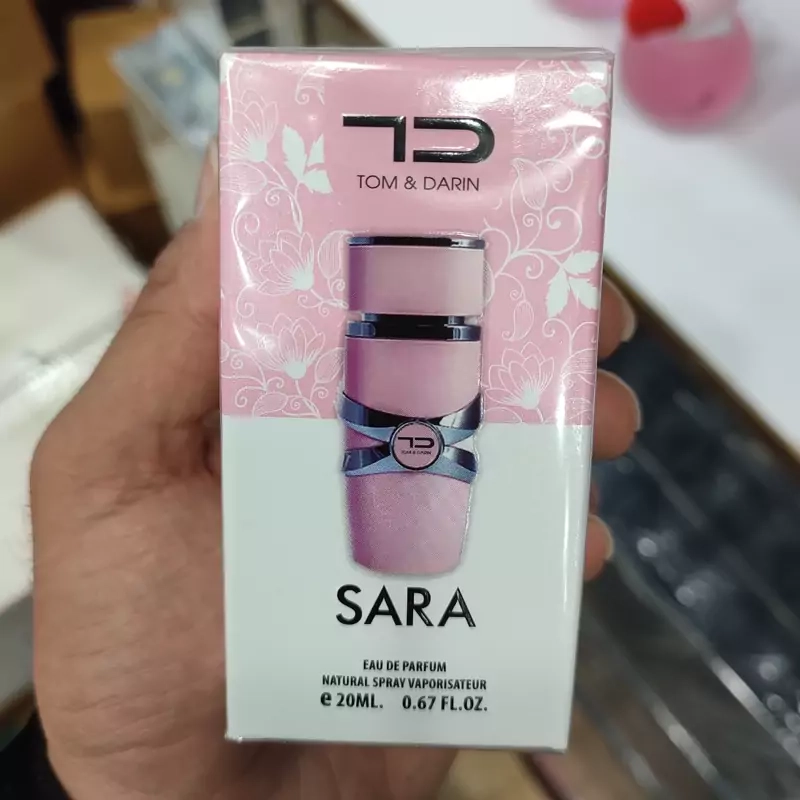 TD
TOM & DARIN
TD
TOM & DARIN
SARA
EAU DE PARFUM
NATURAL SPRAY VAPORISATEUR
e 20ML. 0.67 FL.OZ.